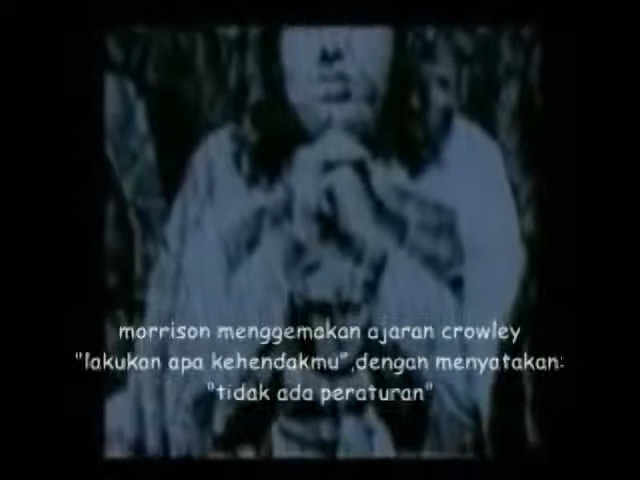 morrison menggemakan ajaran crowley
"lakukan apa kehendakmu",dengan menyatakan:
"tidak ada peraturan"